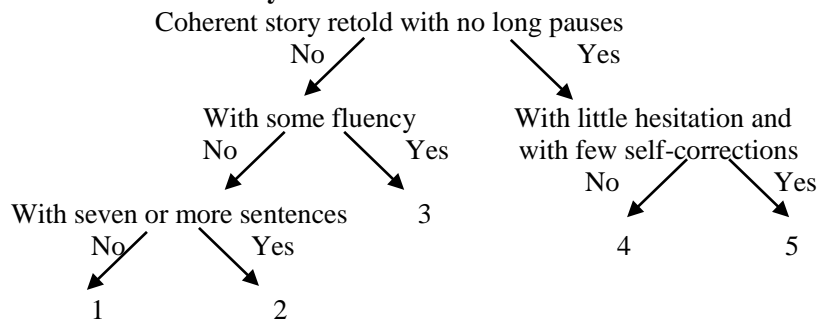 Coherent story retold with no long pauses
No Yes
With some fluency With little hesitation and
No Yes with few self-corrections
No Yes
With seven or more sentences 3
No Yes 4 5
1 2